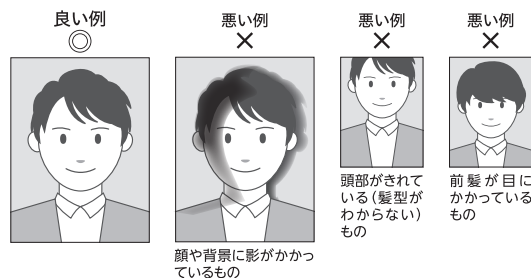 良い例
◎
悪い例
×
顔や背景に影がかかっ
ているもの
悪い例
×
頭部がきれて
いる（髪型が
わからない）
もの
悪い例
×
前髪が目に
かかっている
もの